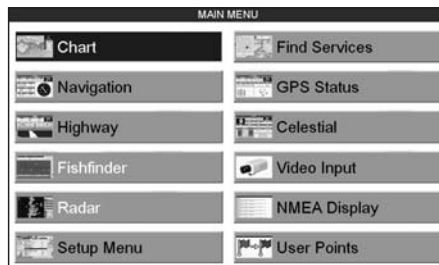 MAIN MENU
Chart
Find Services
Navigation
GPS Status
Highway
Celestial
Fishfinder
Video Input
Radar
NMEA Display
Setup Menu
User Points